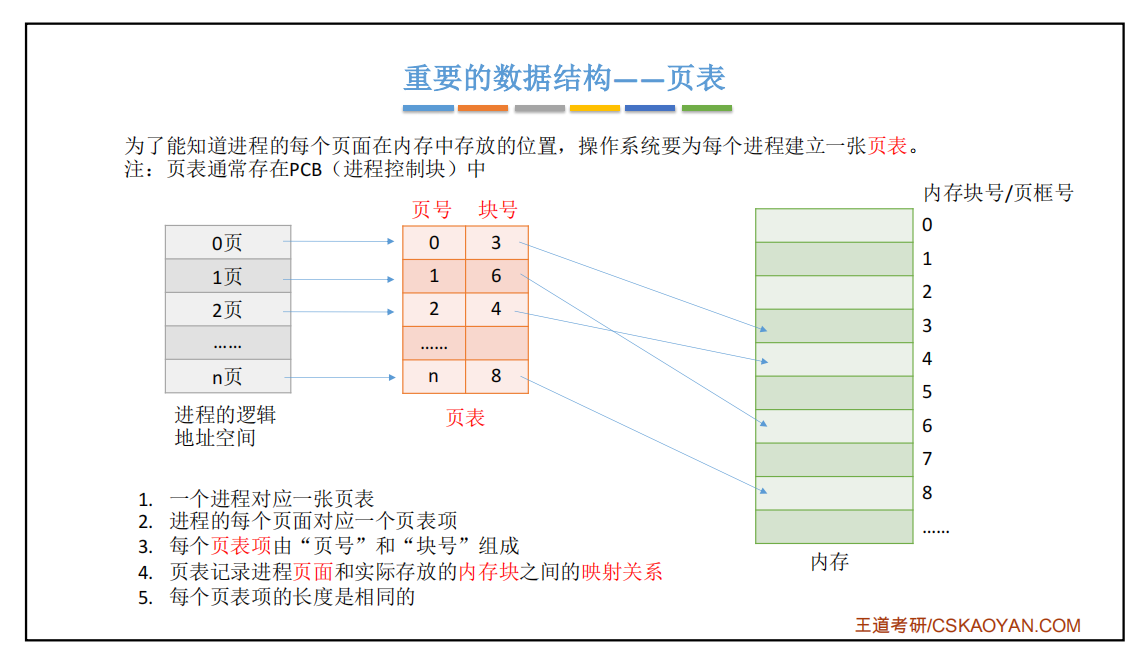 重要的数据结构——页表
为了能知道进程的每个页面在内存中存放的位置，操作系统要为每个进程建立一张页表。
注：页表通常存在PCB（进程控制块）中
内存块号/页框号
页号 块号
0页
1页
2页
……
n页
进程的逻辑
地址空间
0 3
1 6
2 4
……
n 8
页表
0
1
2
3
4
5
6
7
8
……
内存
1. 一个进程对应一张页表
2. 进程的每个页面对应一个页表项
3. 每个页表项由“页号”和“块号”组成
4. 页表记录进程页面和实际存放的内存块之间的映射关系
5. 每个页表项的长度是相同的
王道考研/CSKAOYAN.COM